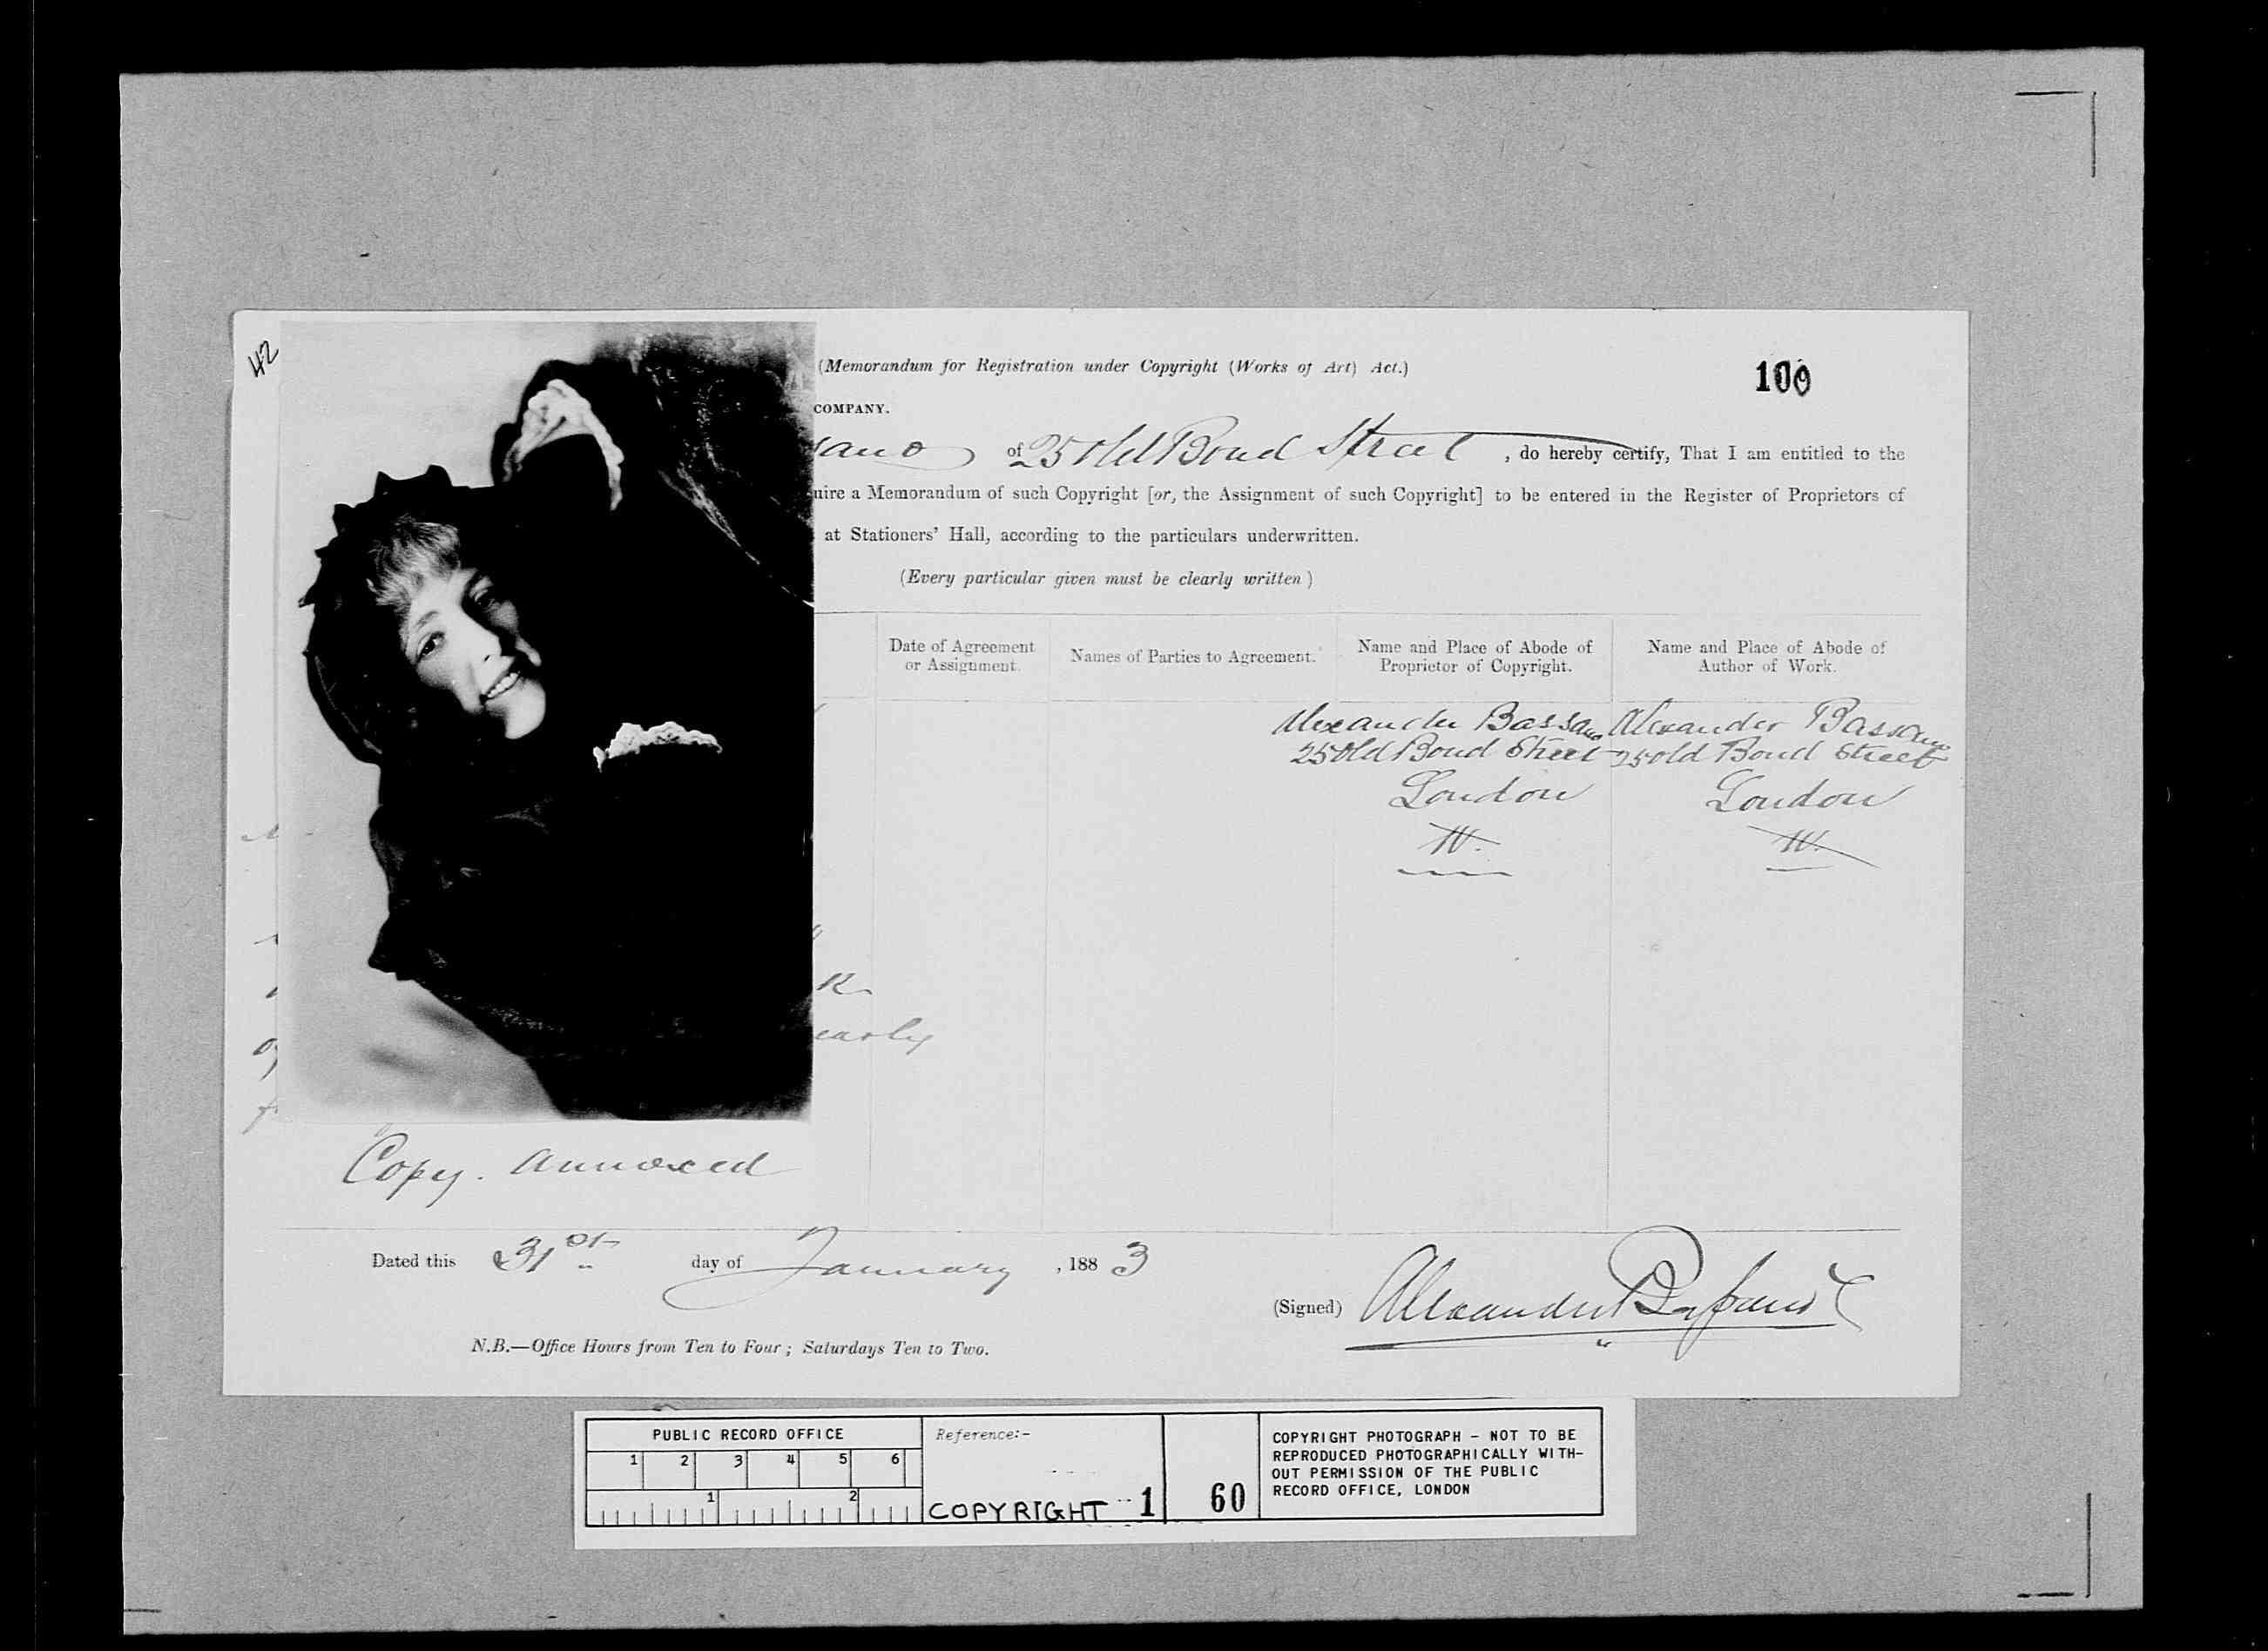 42
(Memorandum for Registration under Copyright (Works of Art) Act.)
100
COMPANY.
sano of 25 Old Bond Street, do hereby certify, That I am entitled to the
uire a Memorandum of such Copyright [or, the Assignment of such Copyright] to be entered in the Register of Proprietors of
at Stationers' Hall, according to the particulars underwritten.
(Every particular given must be clearly written)
Date of Agreement or Assignment.
Names of Parties to Agreement.
Name and Place of Abode of Proprietor of Copyright.
Name and Place of Abode of Author of Work.
Alexander Bassano
25 Old Bond Street
London
W.
Alexander Bassano
25 Old Bond Street
London
W.
early
Copy. annexed
Dated this 31st day of January, 1883
(Signed) Alexander Bassano
N.B.—Office Hours from Ten to Four; Saturdays Ten to Two.
PUBLIC RECORD OFFICE
1 2 3 4 5 6
1 2
Reference:-
COPYRIGHT 1
60
COPYRIGHT PHOTOGRAPH - NOT TO BE
REPRODUCED PHOTOGRAPHICALLY WITH-
OUT PERMISSION OF THE PUBLIC
RECORD OFFICE, LONDON